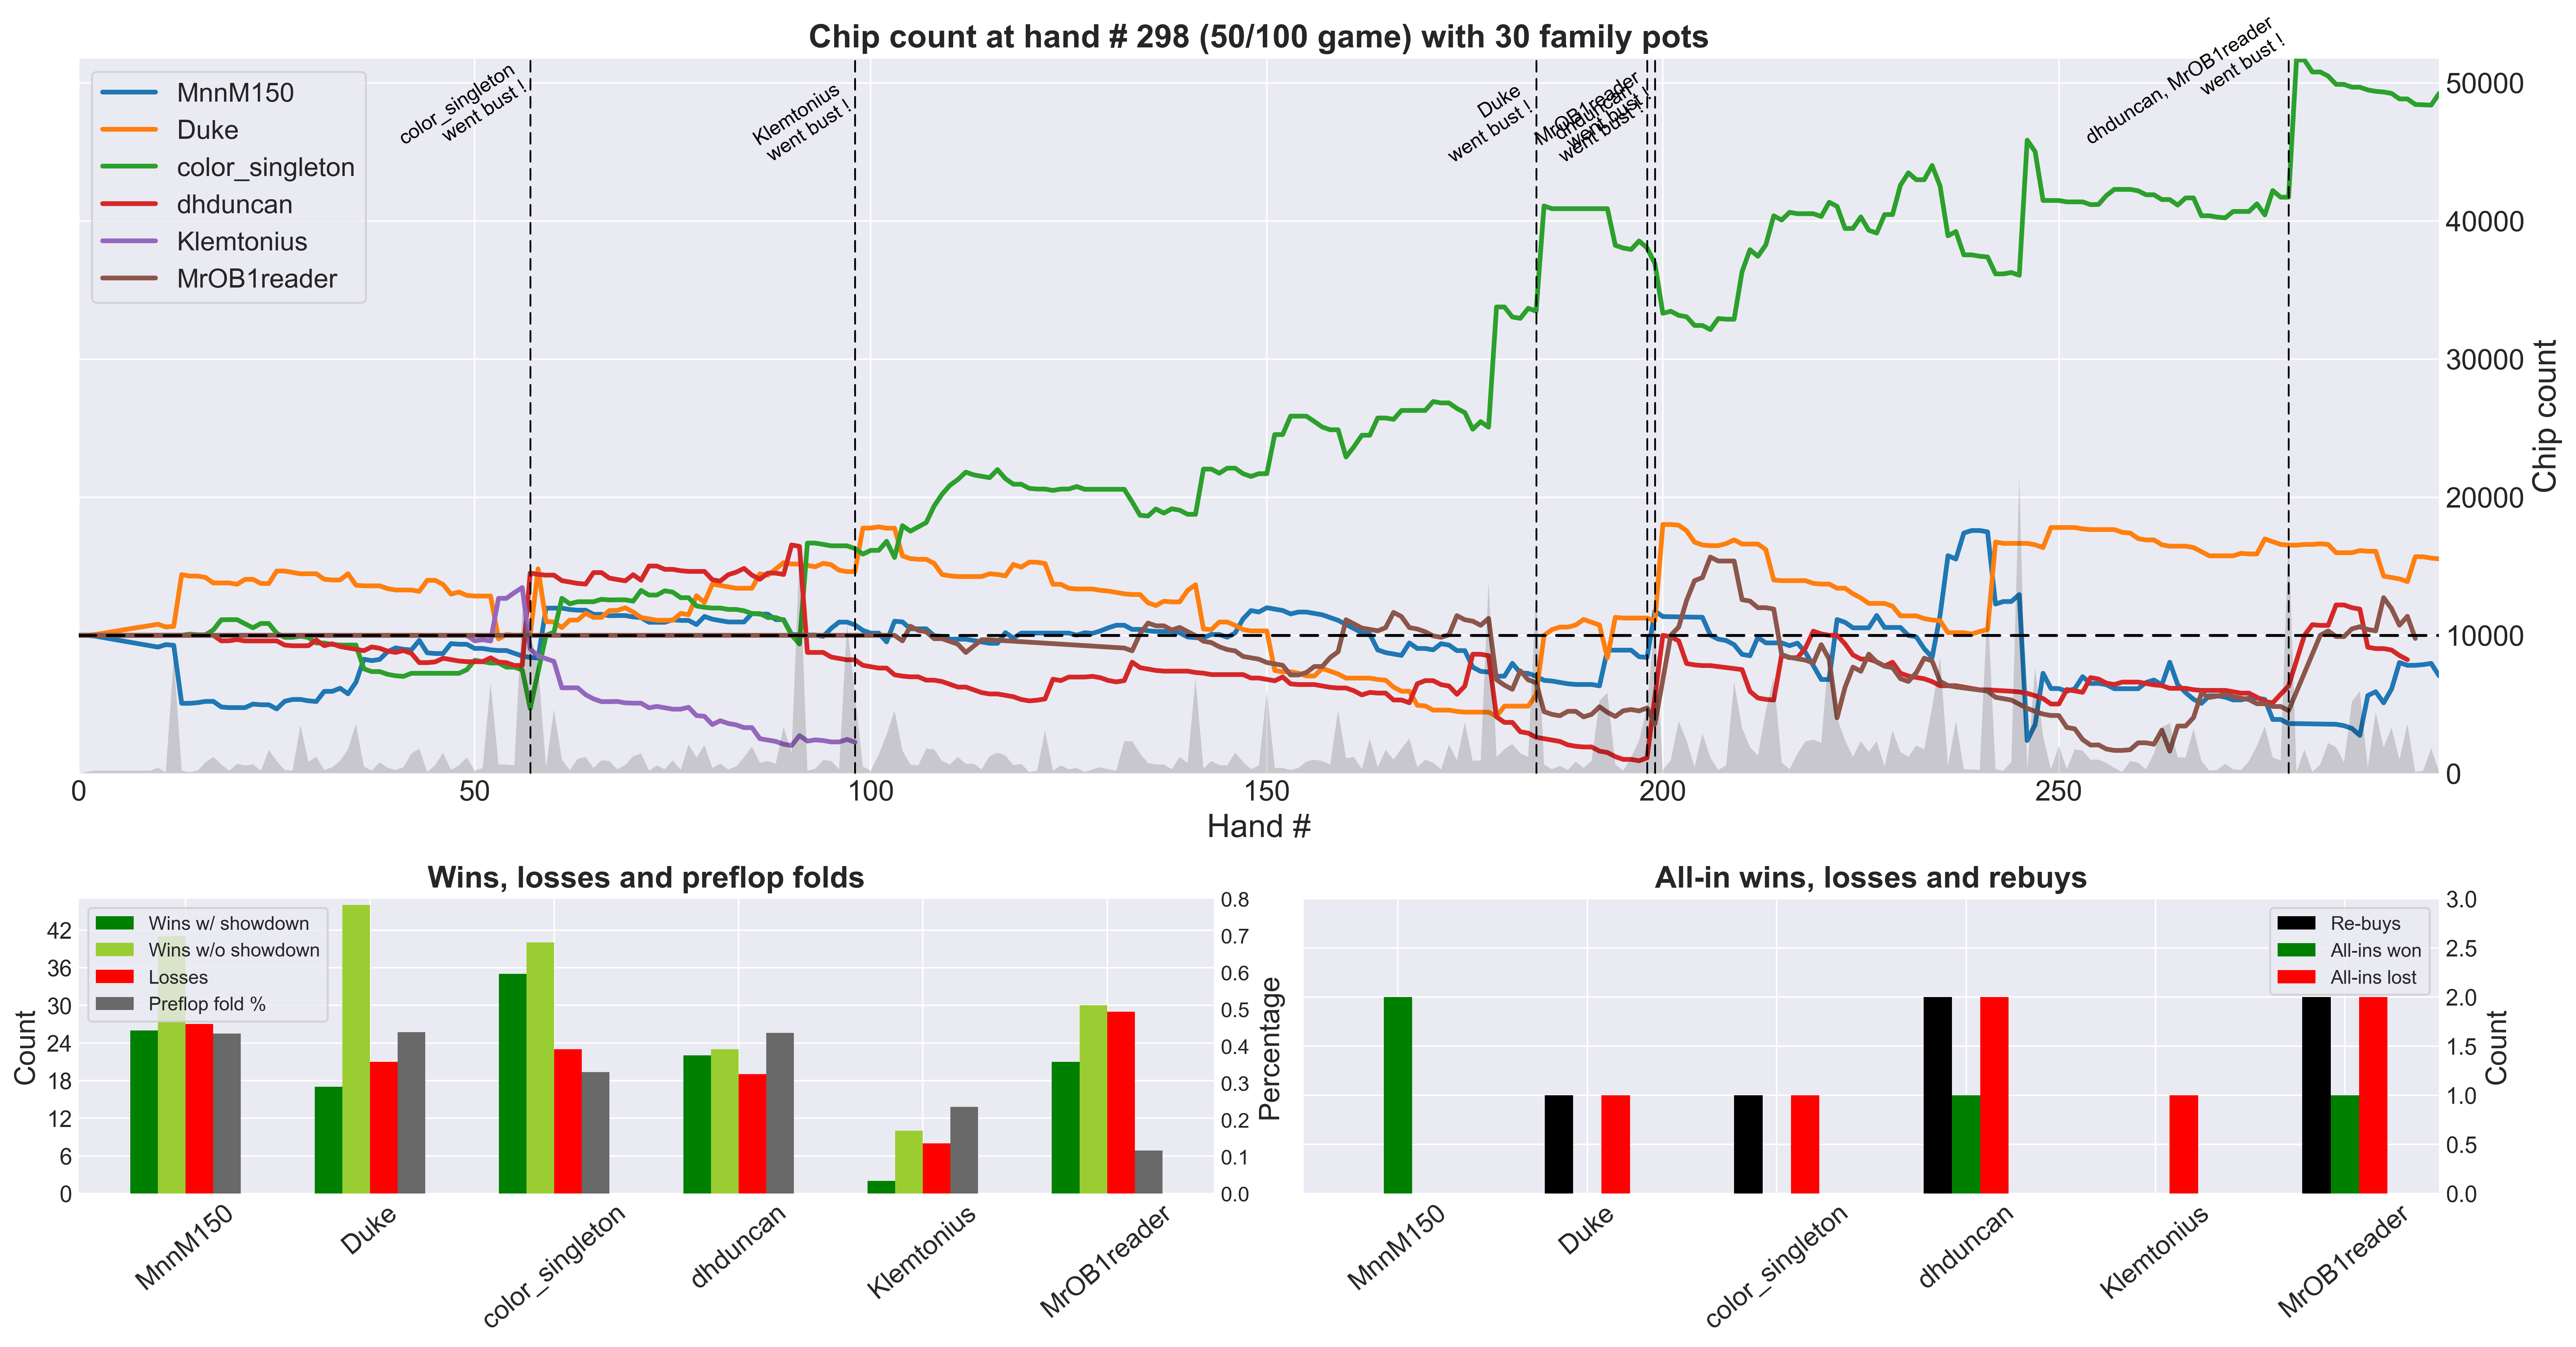 Chip count at hand # 298 (50/100 game) with 30 family pots
MnnM150
Duke
color_singleton
dhduncan
Klemtonius
MrOB1reader
color_singleton
went bust !
Klemtonius
went bust !
Duke
went bust !
MrOB1reader
went bust !
dhduncan
went bust !
dhduncan, MrOB1reader
went bust !
50000
40000
30000
20000
10000
0
Chip count
0 50 100 150 200 250
Hand #
Wins, losses and preflop folds
Wins w/ showdown
Wins w/o showdown
Losses
Preflop fold %
42
36
30
24
18
12
6
0
Count
0.8
0.7
0.6
0.5
0.4
0.3
0.2
0.1
0.0
Percentage
MnnM150
Duke
color_singleton
dhduncan
Klemtonius
MrOB1reader
All-in wins, losses and rebuys
Re-buys
All-ins won
All-ins lost
3.0
2.5
2.0
1.5
1.0
0.5
0.0
Count
MnnM150
Duke
color_singleton
dhduncan
Klemtonius
MrOB1reader